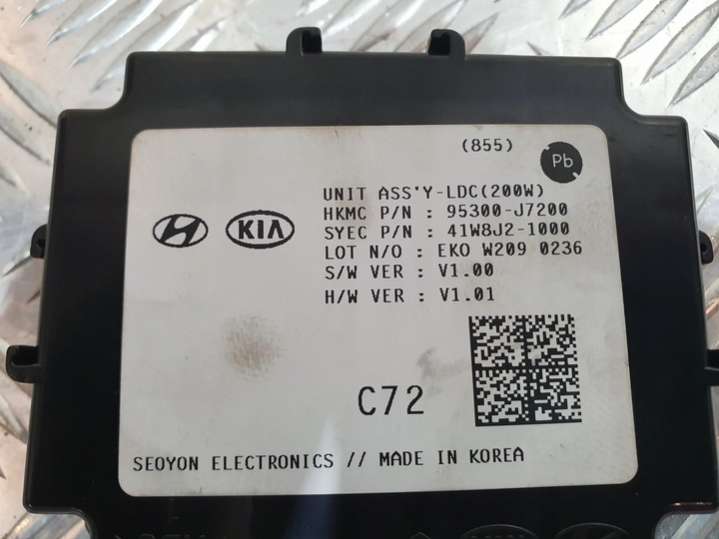 (855)
Pb
UNIT ASS'Y-LDC(200W)
HKMC P/N : 95300-J7200
KIA
SYEC P/N : 41W8J2-1000
LOT N/O : EKO W209 0236
S/W VER : V1.00
H/W VER : V1.01
C72
SEOYON ELECTRONICS // MADE IN KOREA